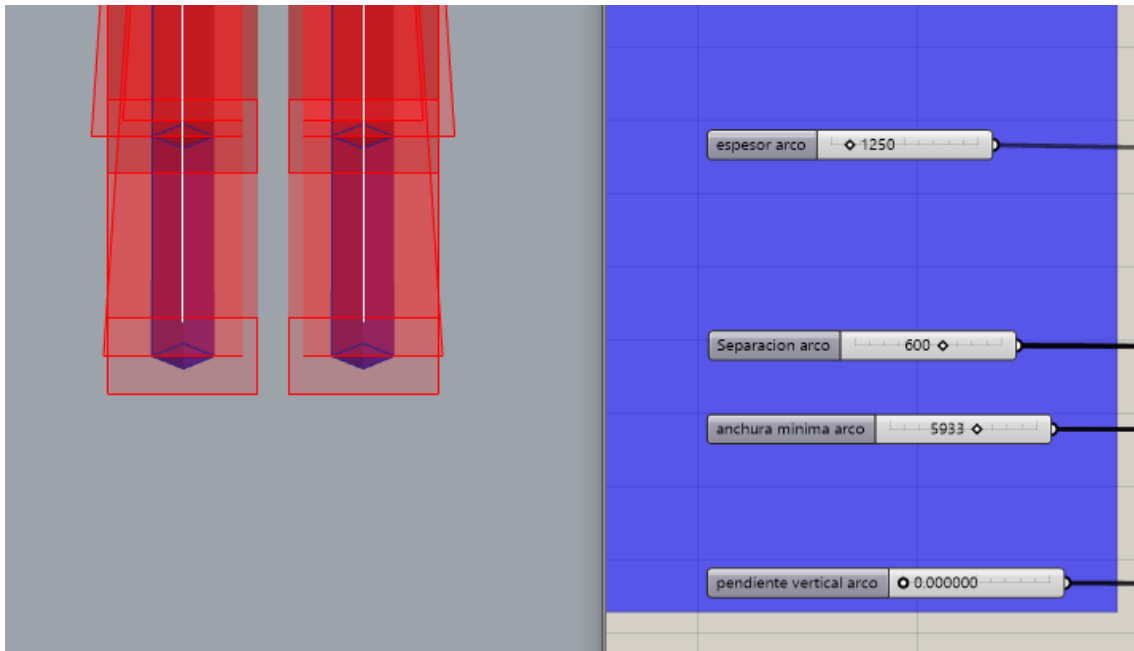 espesor arco 1250
Separacion arco 600
anchura minima arco 5933
pendiente vertical arco 0.000000